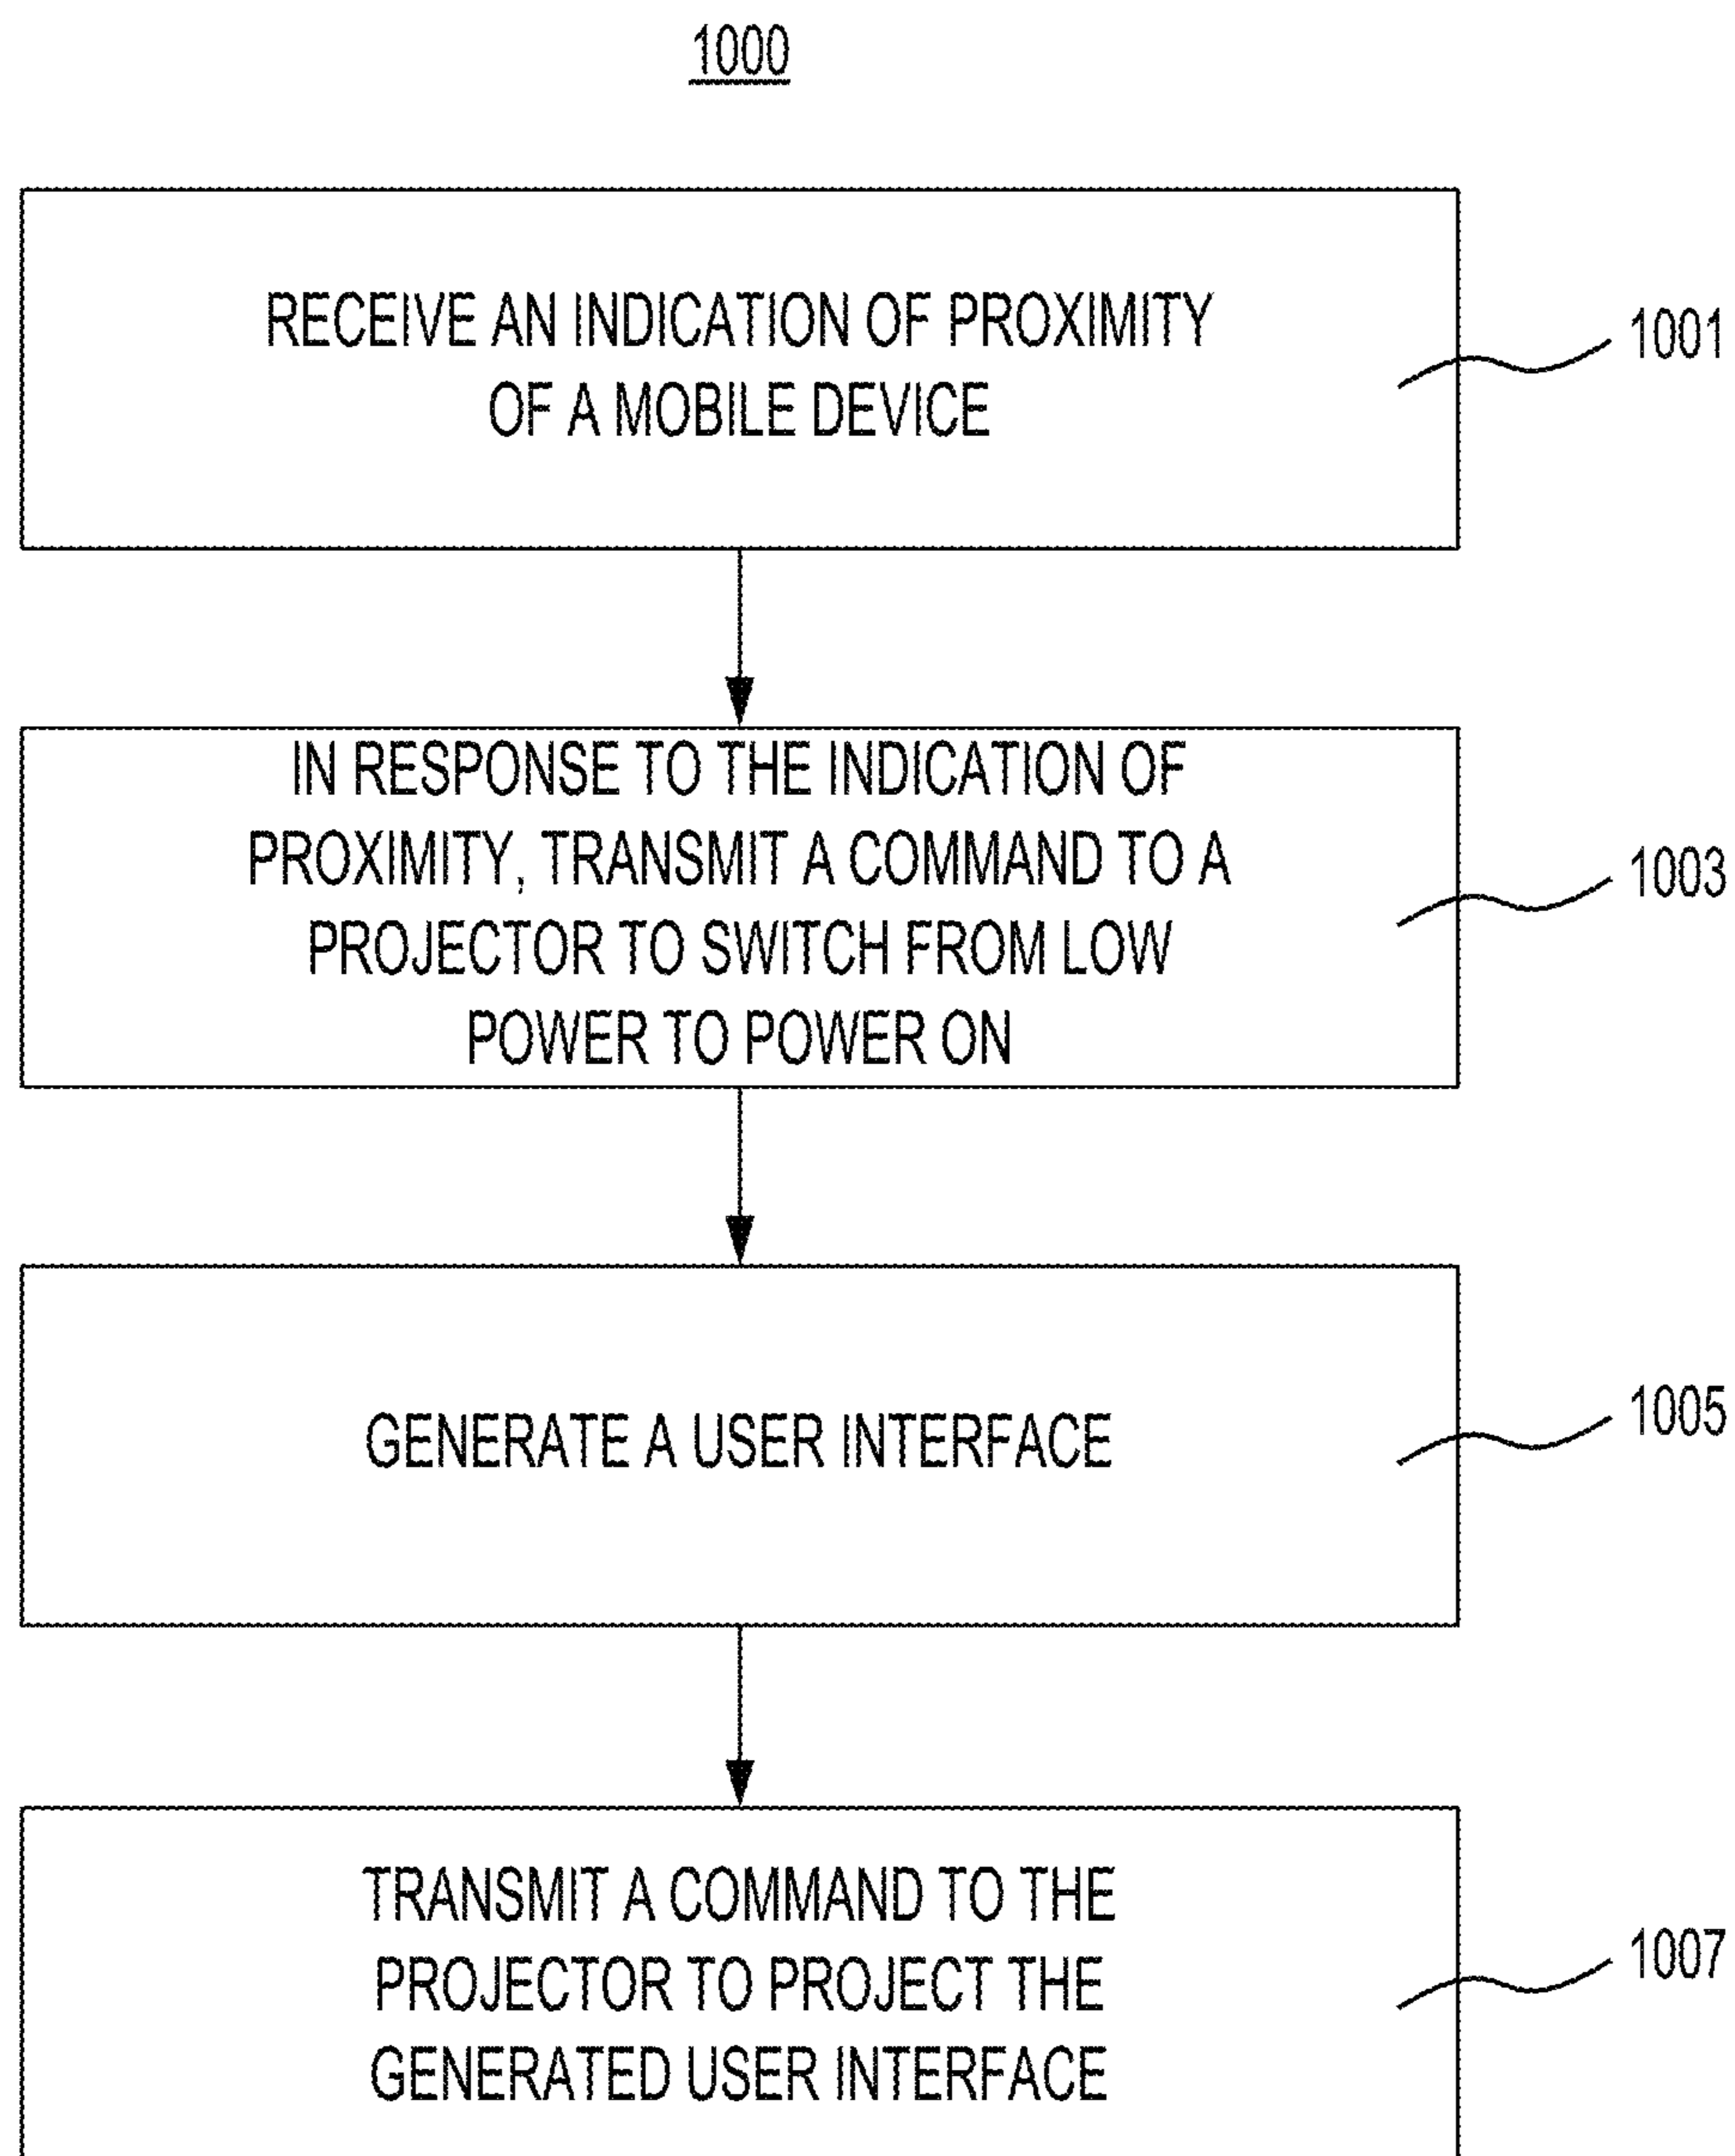 1000
RECEIVE AN INDICATION OF PROXIMITY
OF A MOBILE DEVICE
1001
IN RESPONSE TO THE INDICATION OF
PROXIMITY, TRANSMIT A COMMAND TO A
PROJECTOR TO SWITCH FROM LOW
POWER TO POWER ON
1003
GENERATE A USER INTERFACE
1005
TRANSMIT A COMMAND TO THE
PROJECTOR TO PROJECT THE
GENERATED USER INTERFACE
1007